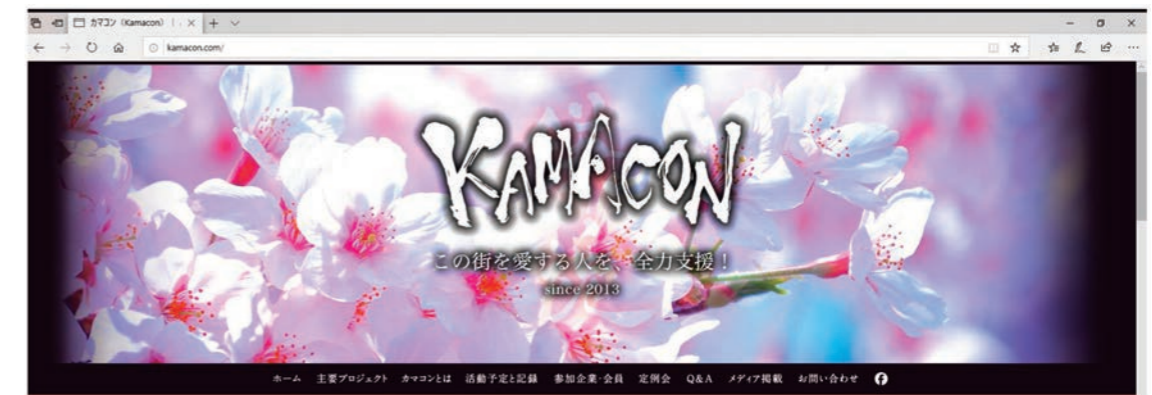 カマコン（Kamacon）
kamacon.com/
KAMACON
この街を愛する人を、全力支援！
since 2013
ホーム 主要プロジェクト カマコンとは 活動予定と記録 参加企業・会員 定例会 Q&A メディア掲載 お問い合わせ